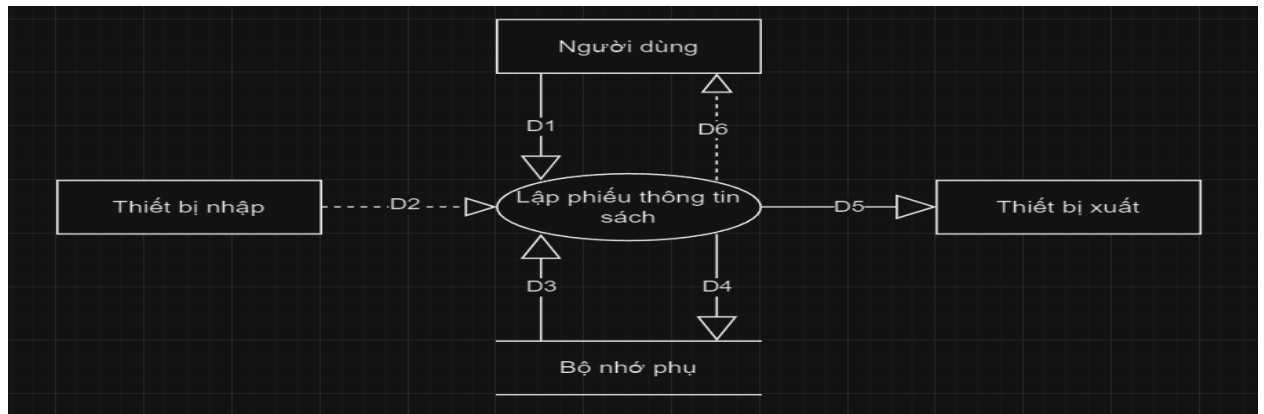 Người dùng
D1
D6
Thiết bị nhập
D2
Lập phiếu thông tin
sách
D5
Thiết bị xuất
D3
D4
Bộ nhớ phụ